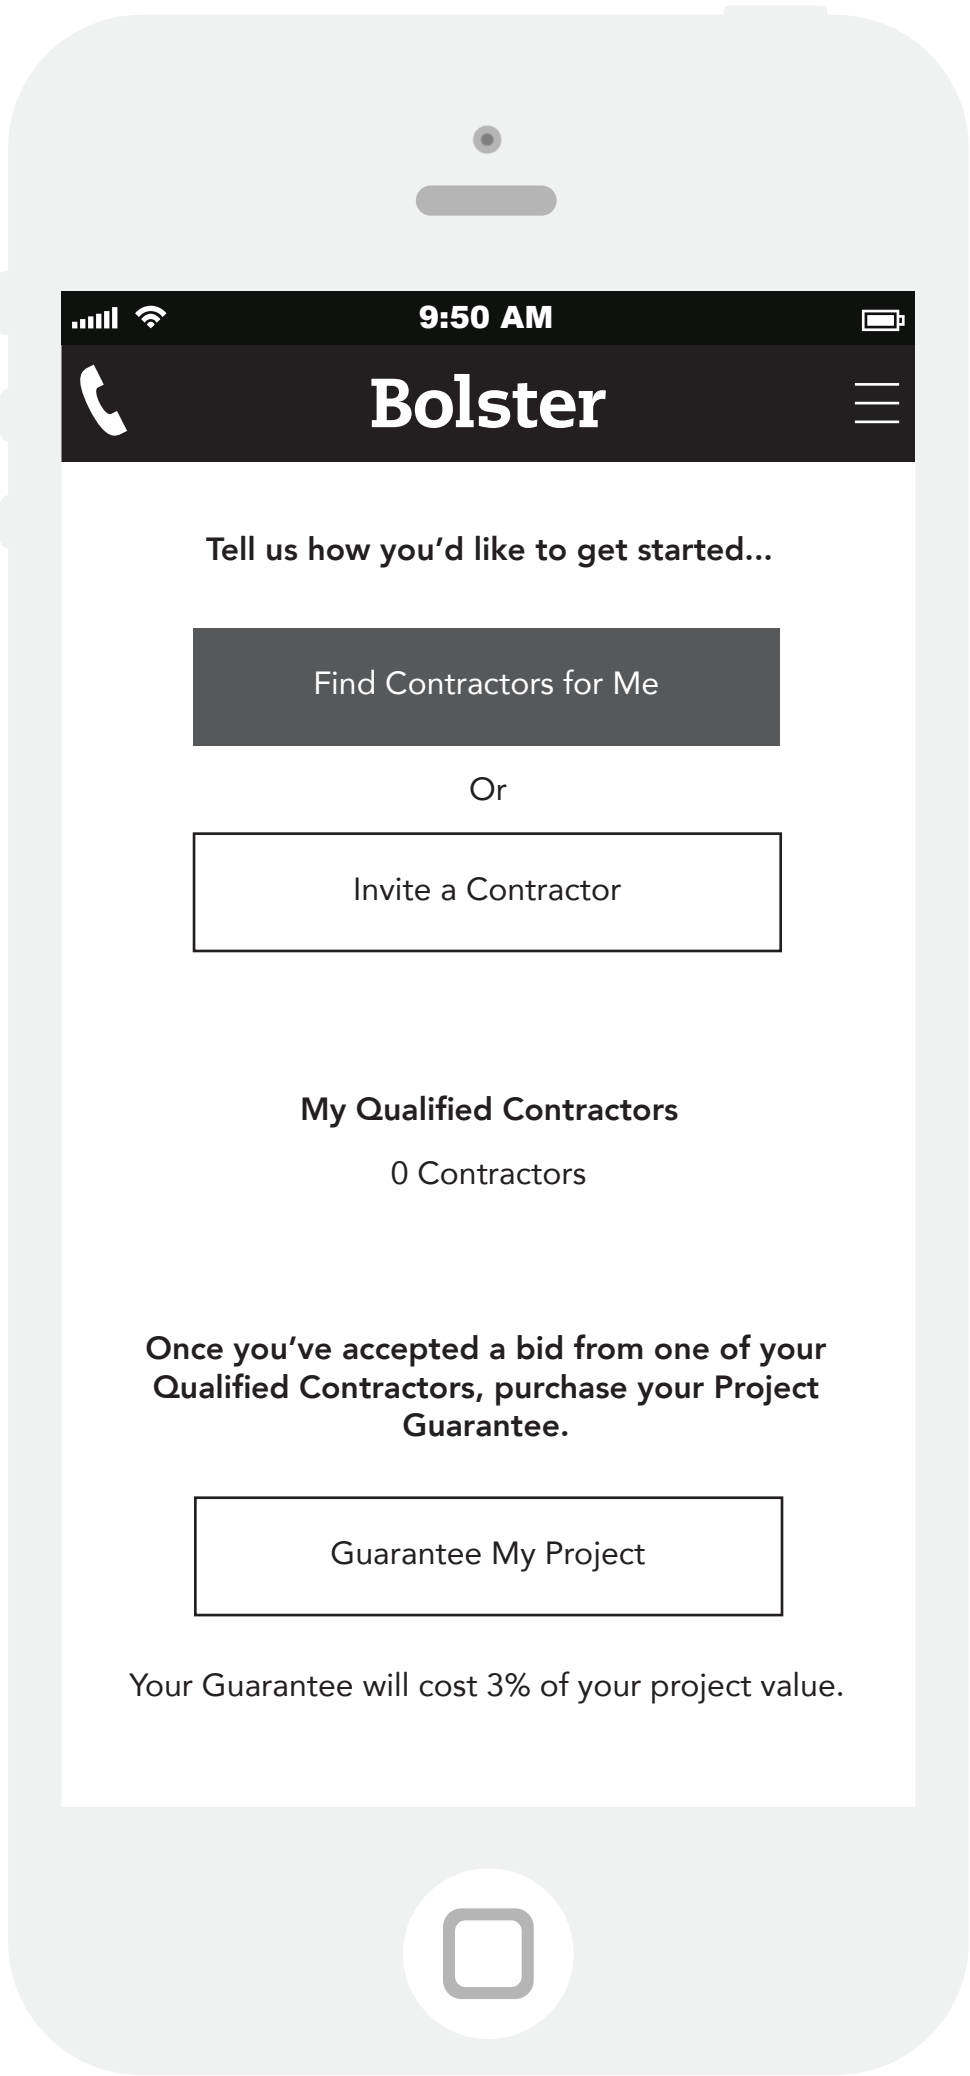 9:50 AM
Bolster
Tell us how you’d like to get started...
Find Contractors for Me
Or
Invite a Contractor
My Qualified Contractors
0 Contractors
Once you’ve accepted a bid from one of your
Qualified Contractors, purchase your Project
Guarantee.
Guarantee My Project
Your Guarantee will cost 3% of your project value.